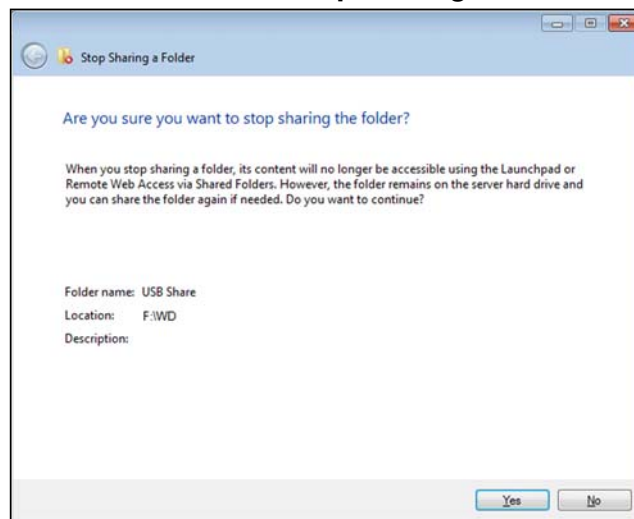 Stop Sharing a Folder
Are you sure you want to stop sharing the folder?
When you stop sharing a folder, its content will no longer be accessible using the Launchpad or
Remote Web Access via Shared Folders. However, the folder remains on the server hard drive and
you can share the folder again if needed. Do you want to continue?
Folder name: USB Share
Location: F:\WD
Description:
Yes No